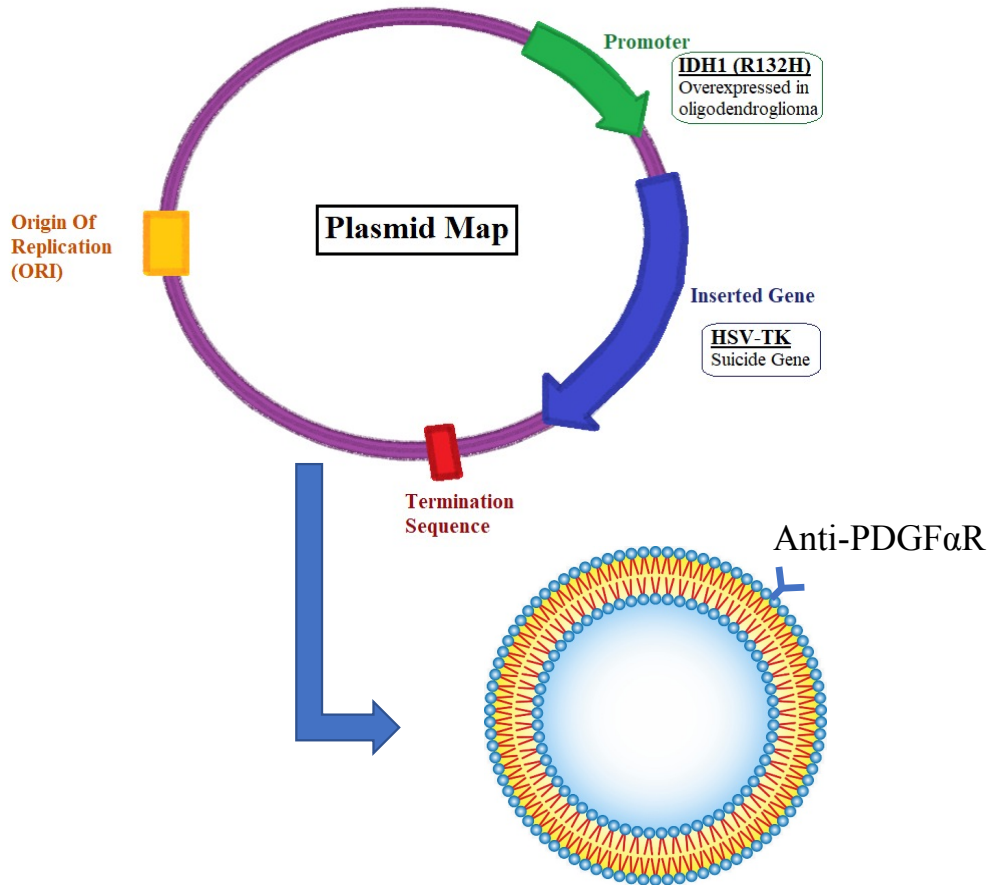 Promoter
IDH1 (R132H)
Overexpressed in
oligodendroglioma
Plasmid Map
Origin Of
Replication
(ORI)
Inserted Gene
HSV-TK
Suicide Gene
Termination
Sequence
Anti-PDGFαR